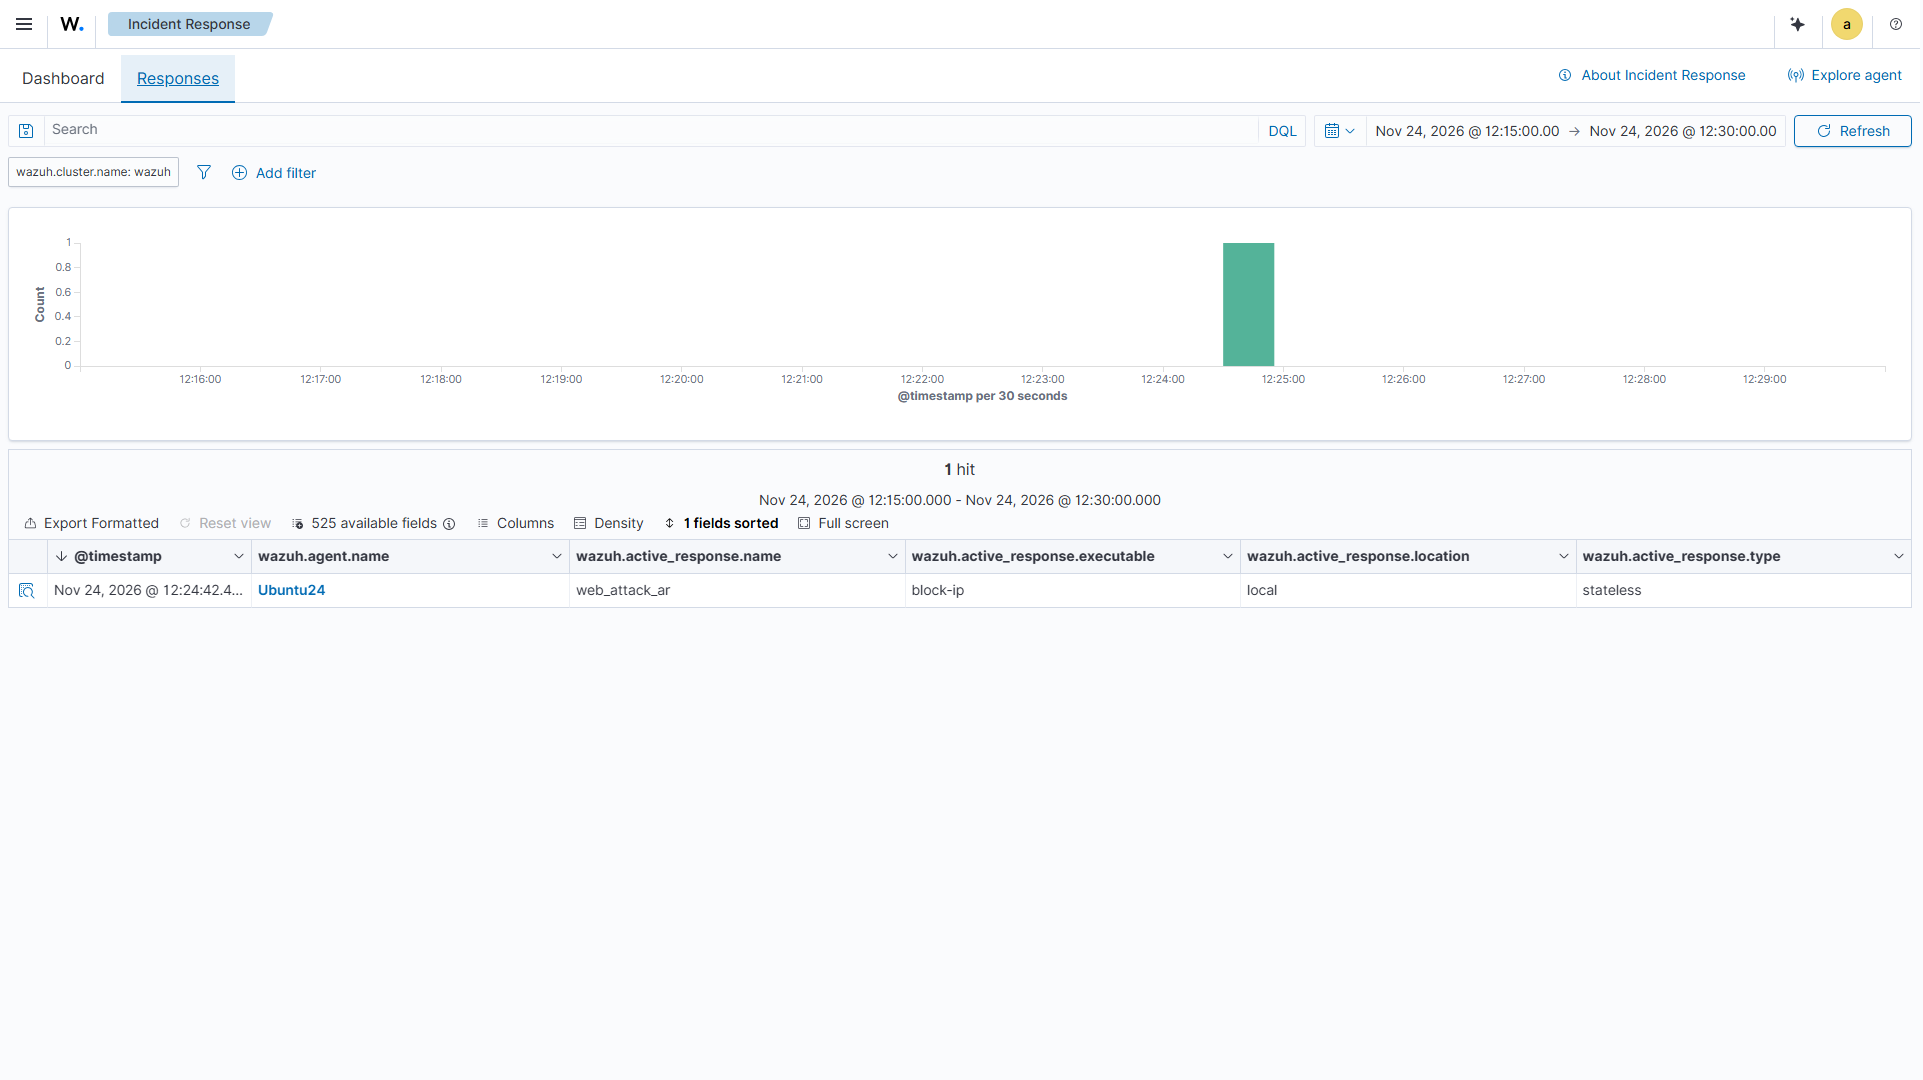 W. Incident Response a
Dashboard Responses About Incident Response Explore agent
Search DQL Nov 24, 2026 @ 12:15:00.00 → Nov 24, 2026 @ 12:30:00.00 Refresh
wazuh.cluster.name: wazuh Add filter
1
0.8
0.6
0.4
0.2
0
Count
12:16:00 12:17:00 12:18:00 12:19:00 12:20:00 12:21:00 12:22:00 12:23:00 12:24:00 12:25:00 12:26:00 12:27:00 12:28:00 12:29:00
@timestamp per 30 seconds
1 hit
Nov 24, 2026 @ 12:15:00.000 - Nov 24, 2026 @ 12:30:00.000
Export Formatted Reset view 525 available fields Columns Density 1 fields sorted Full screen
@timestamp wazuh.agent.name wazuh.active_response.name wazuh.active_response.executable wazuh.active_response.location wazuh.active_response.type
Nov 24, 2026 @ 12:24:42.4... Ubuntu24 web_attack_ar block-ip local stateless